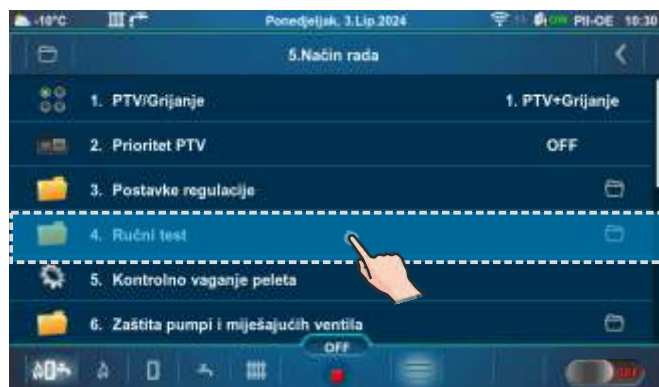 -10°C Ponedjeljak, 3.Lip.2024 PII-OE 10:30
5.Način rada
1. PTV/Grijanje 1. PTV+Grijanje
2. Prioritet PTV OFF
3. Postavke regulacije
4. Ručni test
5. Kontrolno vaganje peleta
6. Zaštita pumpi i miješajućih ventila
OFF
OFF